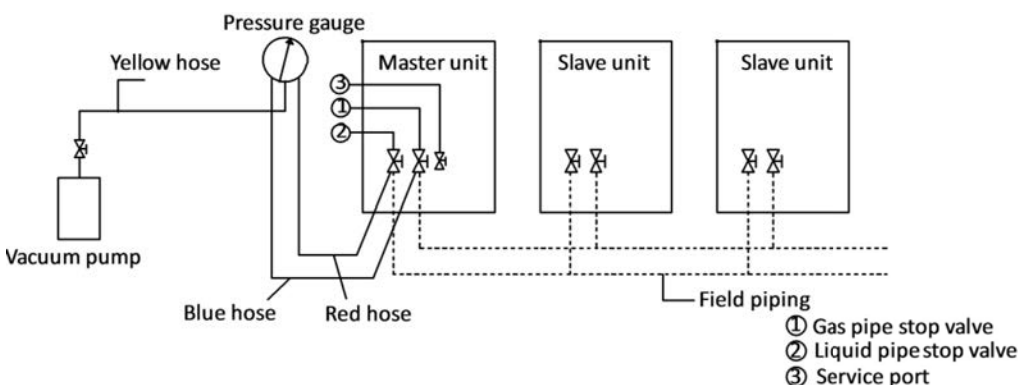 Pressure gauge
Yellow hose
Master unit
Slave unit
Slave unit
③
①
②
Vacuum pump
Blue hose
Red hose
Field piping
① Gas pipe stop valve
② Liquid pipe stop valve
③ Service port